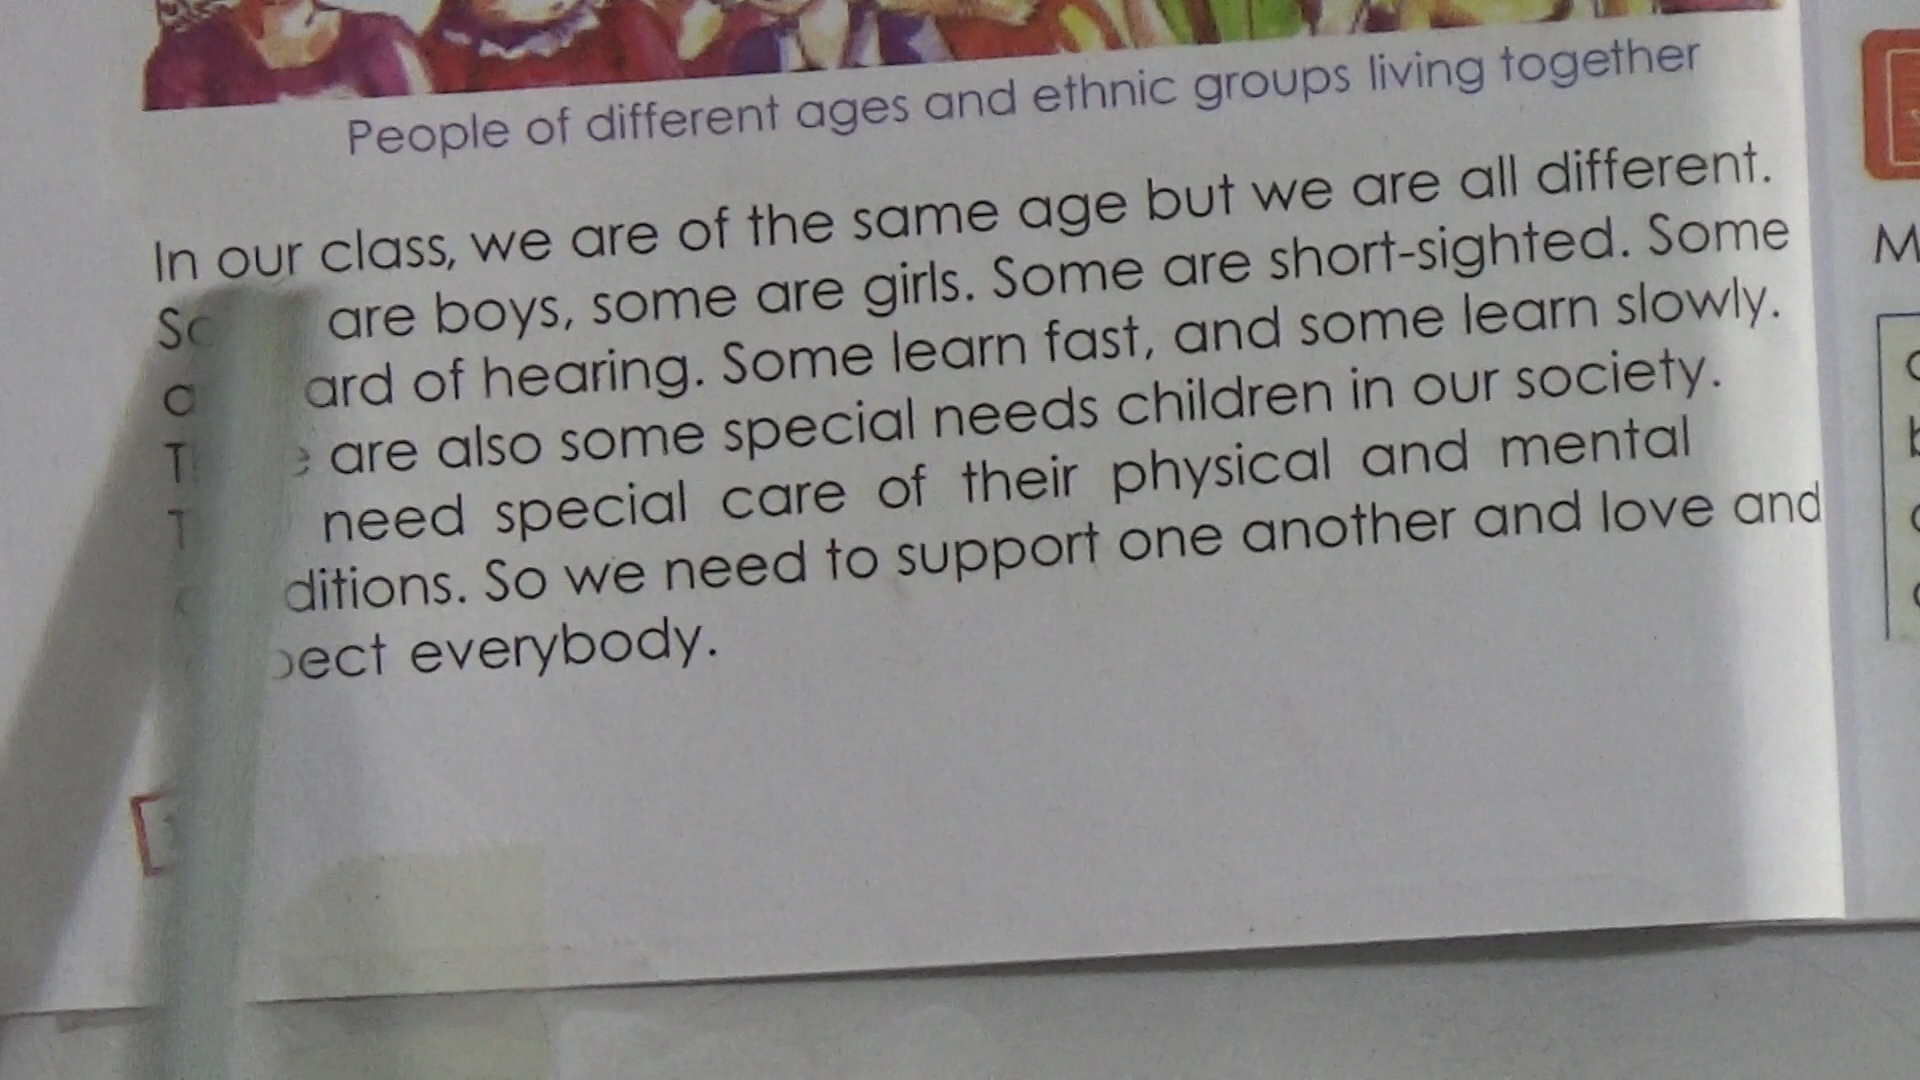 People of different ages and ethnic groups living together
In our class, we are of the same age but we are all different.
are boys, some are girls. Some are short-sighted. Some
of hearing. Some learn fast, and some learn slowly.
are also some special needs children in our society.
need special care of their physical and mental
So we need to support one another and love and
everybody.